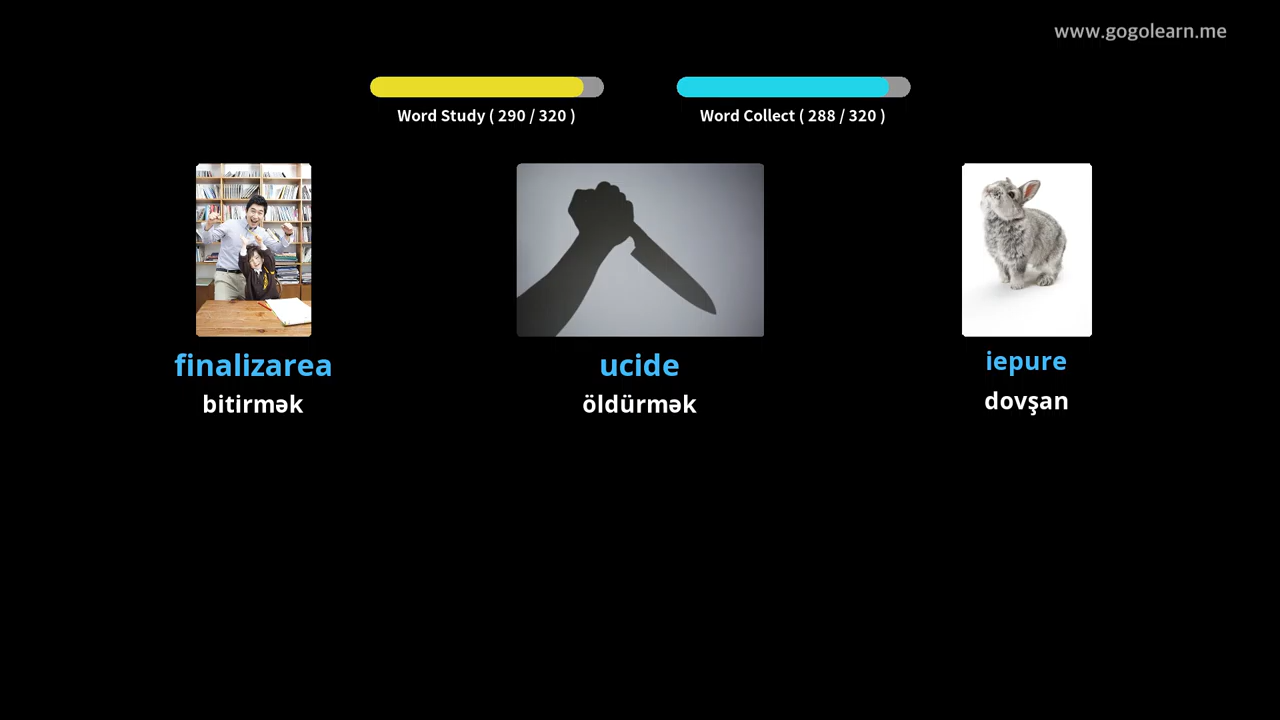 www.gogolearn.me
Word Study ( 290 / 320 )
Word Collect ( 288 / 320 )
finalizarea
bitirmək
ucide
öldürmək
iepure
dovşan